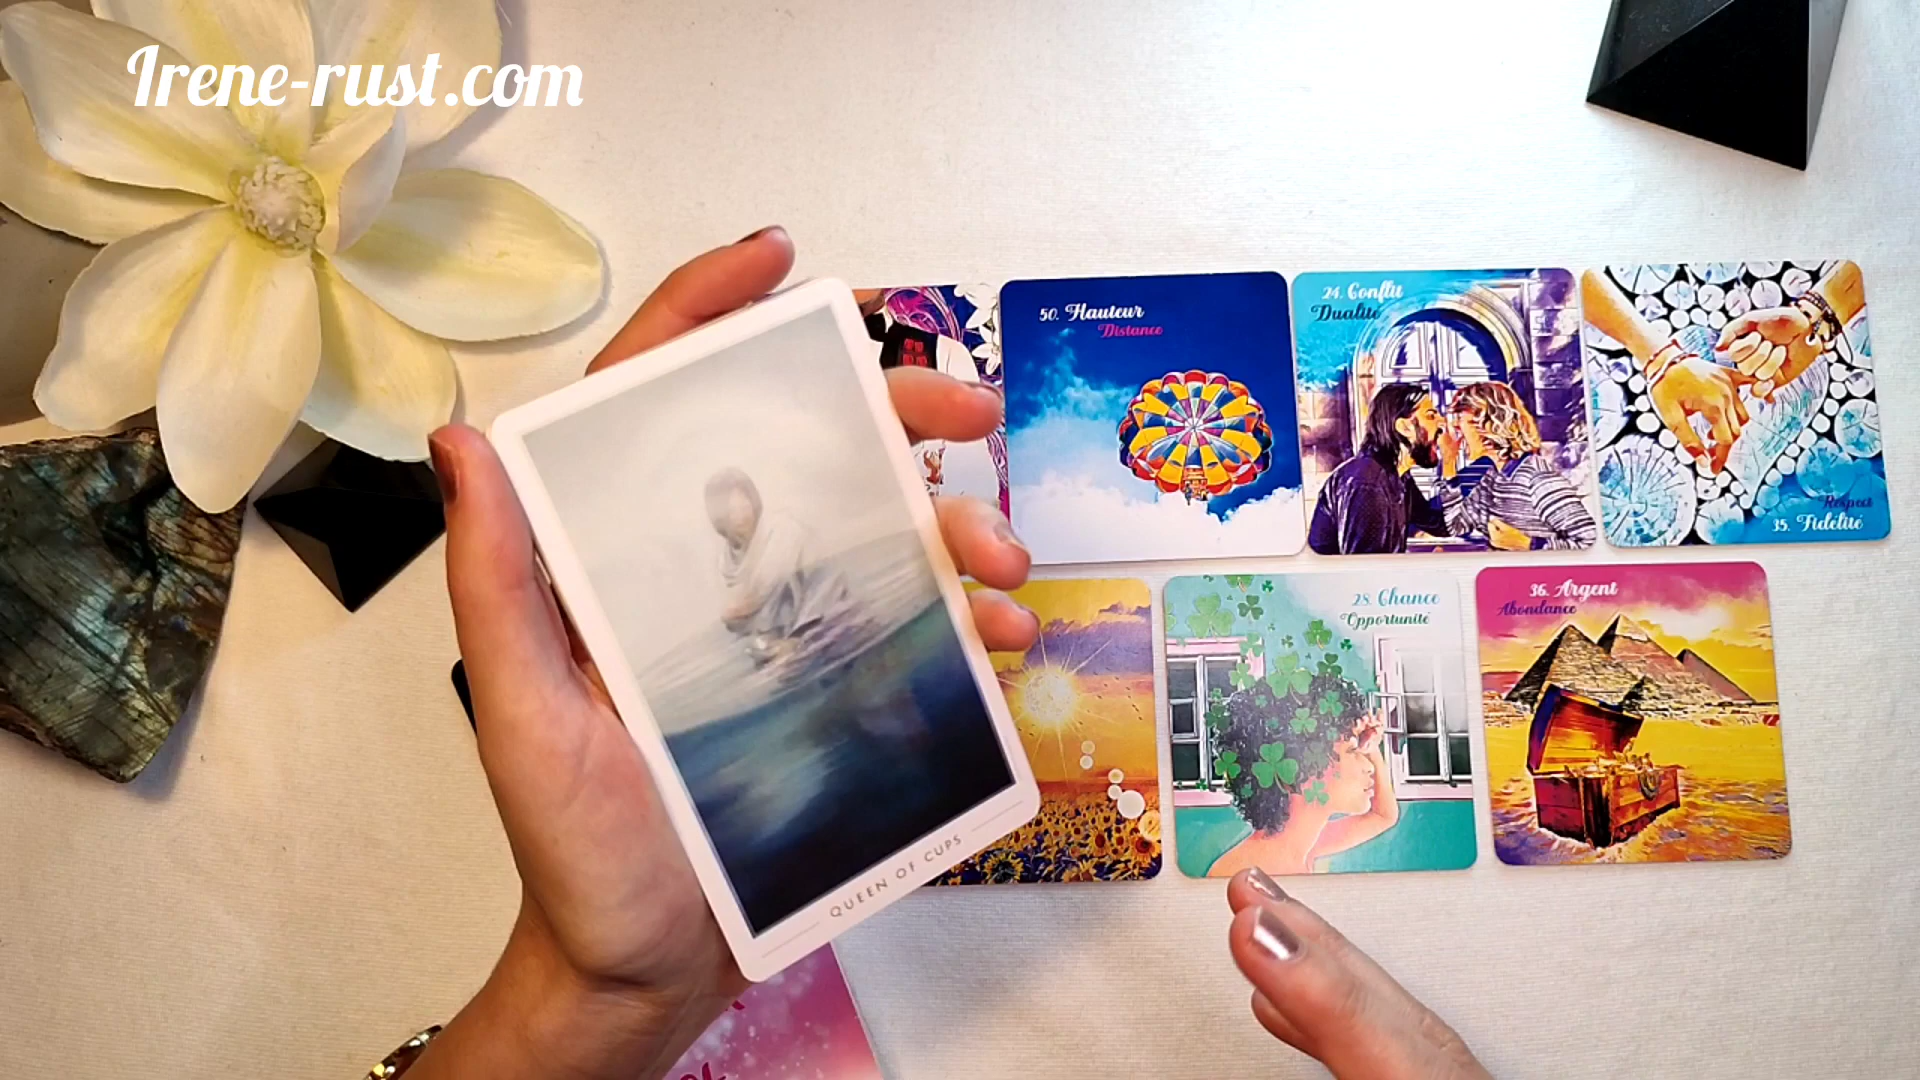 Irene-rust.com
50. Hauteur
Distance
24. Conflit
Dualité
Respect
35. Fidélité
28. Chance
Opportunité
36. Argent
Abondance
QUEEN OF CUPS